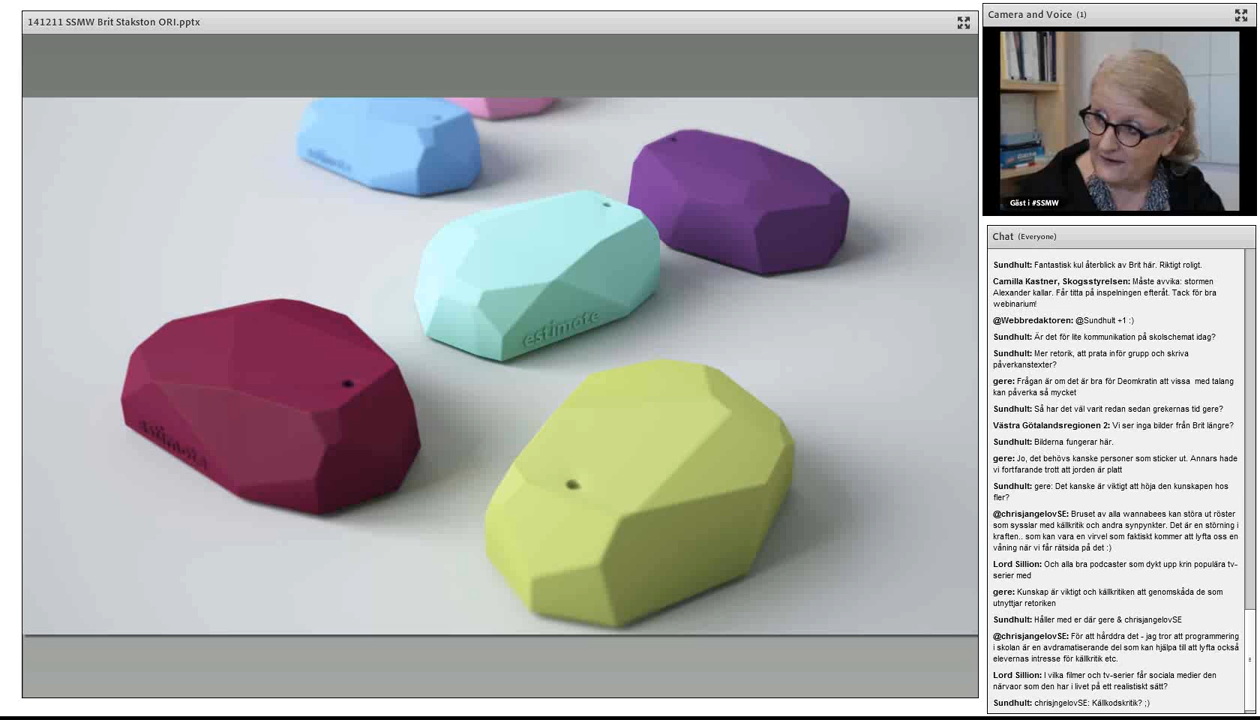 141211 SSMW Brit Stakston ORI.pptx
estimote
estimote
Camera and Voice (1)
Gäst i #SSMW
Chat (Everyone)
Sundhult: Fantastisk kul återblick av Brit här. Riktigt roligt.
Camilla Kastner, Skogsstyrelsen: Måste avvika: stormen
Alexander kallar. Får titta på inspelningen efteråt. Tack för bra
webinarium!
@Webbredaktoren: @Sundhult +1 :)
Sundhult: Är det för lite kommunikation på skolschemat idag?
Sundhult: Mer retorik, att prata inför grupp och skriva
påverkanstexter?
gere: Frågan är om det är bra för Deomkratin att vissa med talang
kan påverka så mycket
Sundhult: Så har det väl varit redan sedan grekernas tid gere?
Västra Götalandsregionen 2: Vi ser inga bilder från Brit längre?
Sundhult: Bilderna fungerar här.
gere: Jo, det behövs kanske personer som sticker ut. Annars hade
vi fortfarande trott att jorden är platt
Sundhult: gere: Det kanske är viktigt att höja den kunskapen hos
fler?
@chrisjangelovSE: Bruset av alla wannabees kan störa ut röster
som sysslar med källkritik och andra synpynkter. Det är en störning i
kraften.. som kan vara en virvel som faktiskt kommer att lyfta oss en
våning när vi får rätsida på det :)
Lord Sillion: Och alla bra podcaster som dykt upp krin populära tv-
serier med
gere: Kunskap är viktigt och källkritiken att genomskåda de som
utnyttjar retoriken
Sundhult: Håller med er där gere & chrisjangelovSE
@chrisjangelovSE: För att hårddra det - jag tror att programmering
i skolan är en avdramatiserande del som kan hjälpa till att lyfta också
elevernas intresse för källkritik etc.
Lord Sillion: I vilka filmer och tv-serier får sociala medier den
närvaor som den har i livet på ett realistiskt sätt?
Sundhult: chrisjngelovSE: Källkodskritik? ;)